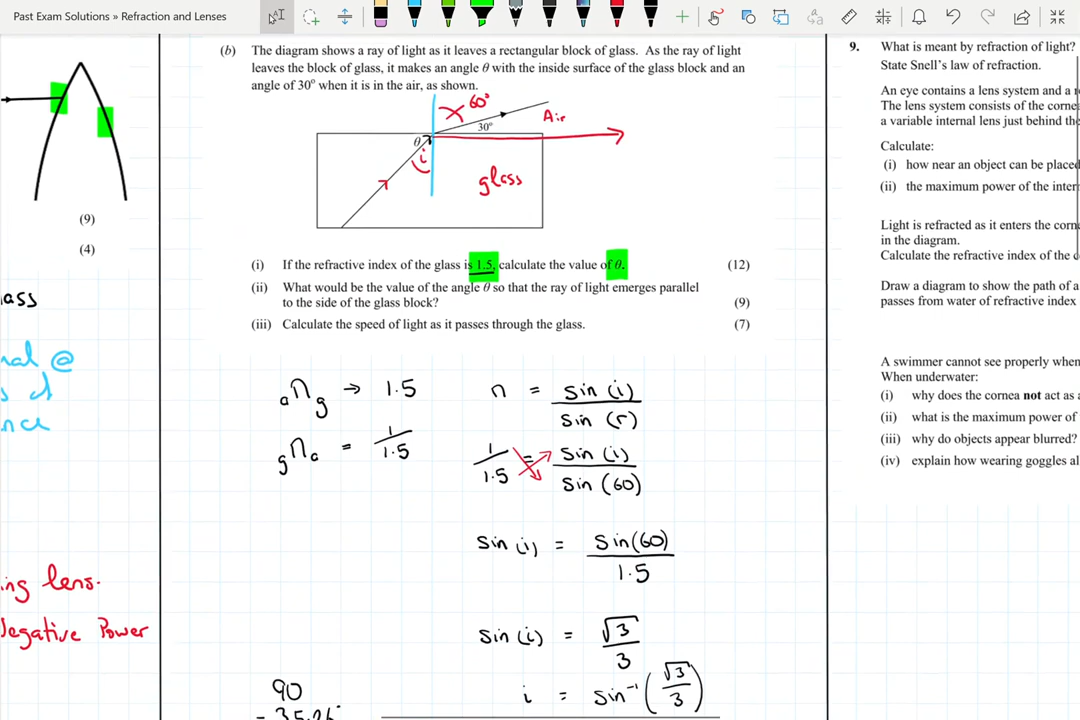 Past Exam Solutions » Refraction and Lenses
(b) The diagram shows a ray of light as it leaves a rectangular block of glass. As the ray of light
leaves the block of glass, it makes an angle θ with the inside surface of the glass block and an
angle of 30° when it is in the air, as shown.
60°
Air
30°
θ
i
glass
(i) If the refractive index of the glass is 1.5, calculate the value of θ. (12)
(ii) What would be the value of the angle θ so that the ray of light emerges parallel
to the side of the glass block? (9)
(iii) Calculate the speed of light as it passes through the glass. (7)
(9)
(4)
ass
nal @
nce
ing lens.
Negative Power
ang → 1.5
gna = 1/1.5
n = sin (i) / sin (r)
1/1.5 = sin (i) / sin (60)
sin (i) = sin(60) / 1.5
sin (i) = √3 / 3
i = sin⁻¹ (√3/3)
90
9. What is meant by refraction of light?
State Snell's law of refraction.
An eye contains a lens system and a
The lens system consists of the corne
a variable internal lens just behind the
Calculate:
(i) how near an object can be placed
(ii) the maximum power of the inter
Light is refracted as it enters the corn
in the diagram.
Calculate the refractive index of the
Draw a diagram to show the path of a
passes from water of refractive index
A swimmer cannot see properly when
When underwater:
(i) why does the cornea not act as a
(ii) what is the maximum power of
(iii) why do objects appear blurred?
(iv) explain how wearing goggles al